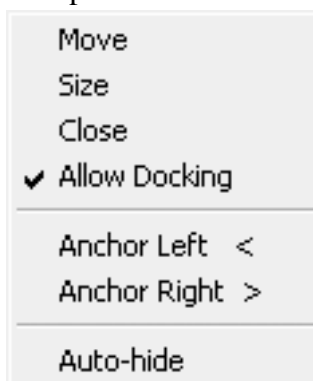 Move
Size
Close
Allow Docking
Anchor Left <
Anchor Right >
Auto-hide